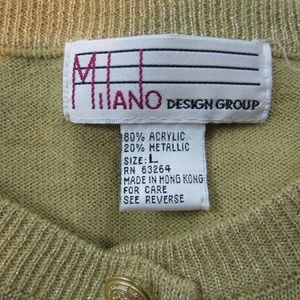 Milano DESIGN GROUP
80% ACRYLIC
20% METALLIC
SIZE: L
RN 63264
MADE IN HONG KONG
FOR CARE
SEE REVERSE